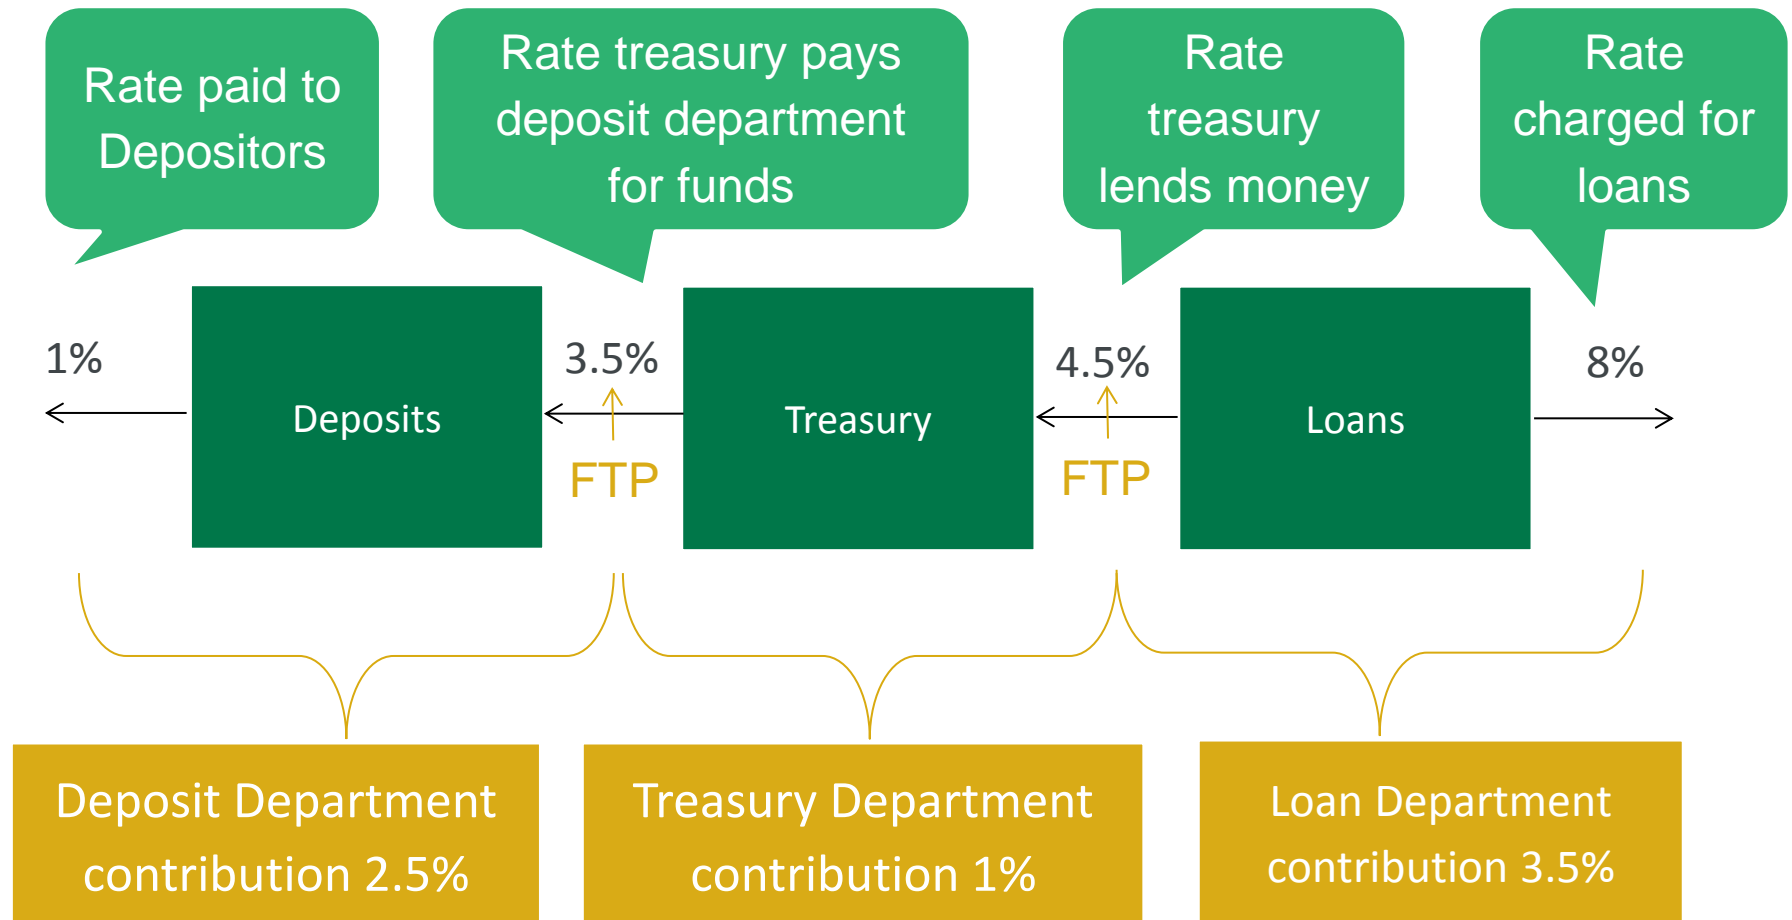 Rate paid to
Depositors
Rate treasury pays
deposit department
for funds
Rate
treasury
lends money
Rate
charged for
loans
1%
3.5%
4.5%
8%
Deposits
Treasury
Loans
FTP
FTP
Deposit Department
contribution 2.5%
Treasury Department
contribution 1%
Loan Department
contribution 3.5%